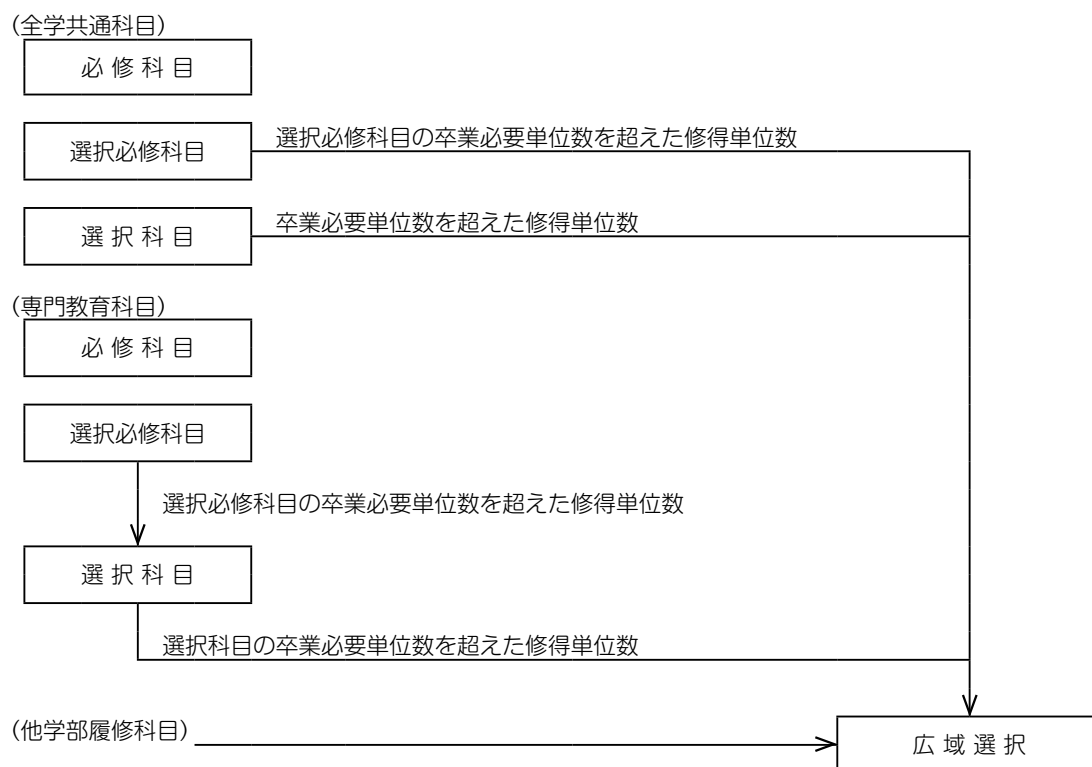 (全学共通科目)
必修科目
選択必修科目
選択必修科目の卒業必要単位数を超えた修得単位数
選択科目
卒業必要単位数を超えた修得単位数
(専門教育科目)
必修科目
選択必修科目
選択必修科目の卒業必要単位数を超えた修得単位数
選択科目
選択科目の卒業必要単位数を超えた修得単位数
(他学部履修科目)
広域選択